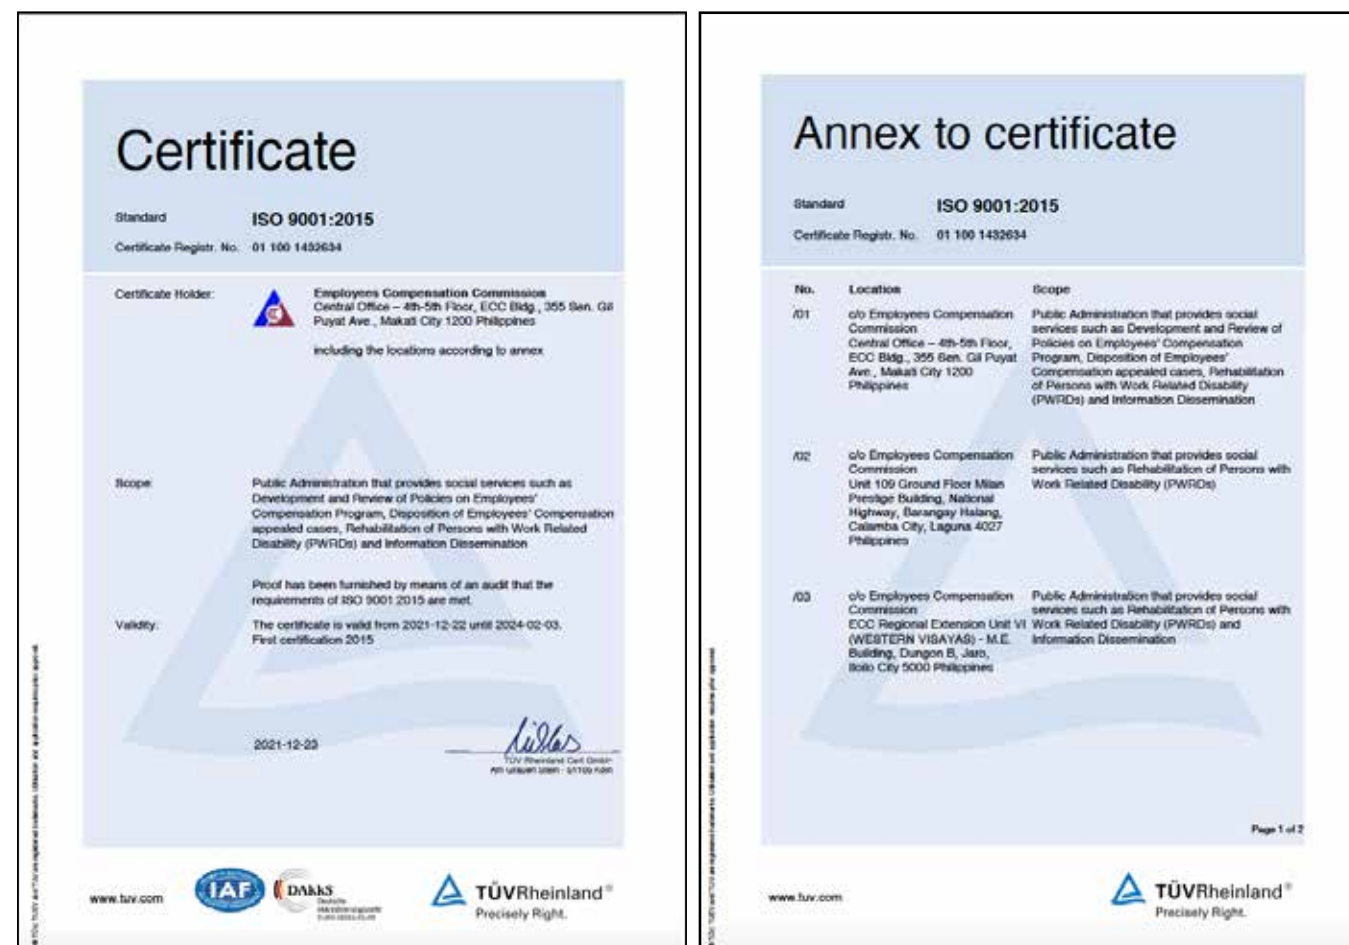 Certificate
Standard ISO 9001:2015
Certificate Registr. No. 01 100 1432634
Certificate Holder:
Employees Compensation Commission
Central Office – 4th-5th Floor, ECC Bldg., 355 Sen. Gil
Puyat Ave., Makati City 1200 Philippines
including the locations according to annex
Scope:
Public Administration that provides social services such as
Development and Review of Policies on Employees'
Compensation Program, Disposition of Employees' Compensation
appealed cases, Rehabilitation of Persons with Work Related
Disability (PWRDs) and Information Dissemination
Proof has been furnished by means of an audit that the
requirements of ISO 9001:2015 are met.
Validity:
The certificate is valid from 2021-12-22 until 2024-02-03.
First certification 2015
2021-12-23
TÜV Rheinland Cert GmbH
Am Grauen Stein · 51105 Köln
www.tuv.com
IAF
DAkkS
Deutsche
Akkreditierungsstelle
TÜVRheinland®
Precisely Right.
Annex to certificate
Standard ISO 9001:2015
Certificate Registr. No. 01 100 1432634
No. Location Scope
/01
c/o Employees Compensation
Commission
Central Office – 4th-5th Floor,
ECC Bldg., 355 Sen. Gil Puyat
Ave., Makati City 1200
Philippines
Public Administration that provides social
services such as Development and Review of
Policies on Employees' Compensation
Program, Disposition of Employees'
Compensation appealed cases, Rehabilitation
of Persons with Work Related Disability
(PWRDs) and Information Dissemination
/02
c/o Employees Compensation
Commission
Unit 109 Ground Floor Milan
Prestige Building, National
Highway, Barangay Halang,
Calamba City, Laguna 4027
Philippines
Public Administration that provides social
services such as Rehabilitation of Persons with
Work Related Disability (PWRDs)
/03
c/o Employees Compensation
Commission
ECC Regional Extension Unit VI
(WESTERN VISAYAS) - M.E.
Building, Dungon B, Jaro,
Iloilo City 5000 Philippines
Public Administration that provides social
services such as Rehabilitation of Persons with
Work Related Disability (PWRDs) and
Information Dissemination
Page 1 of 2
www.tuv.com
TÜVRheinland®
Precisely Right.